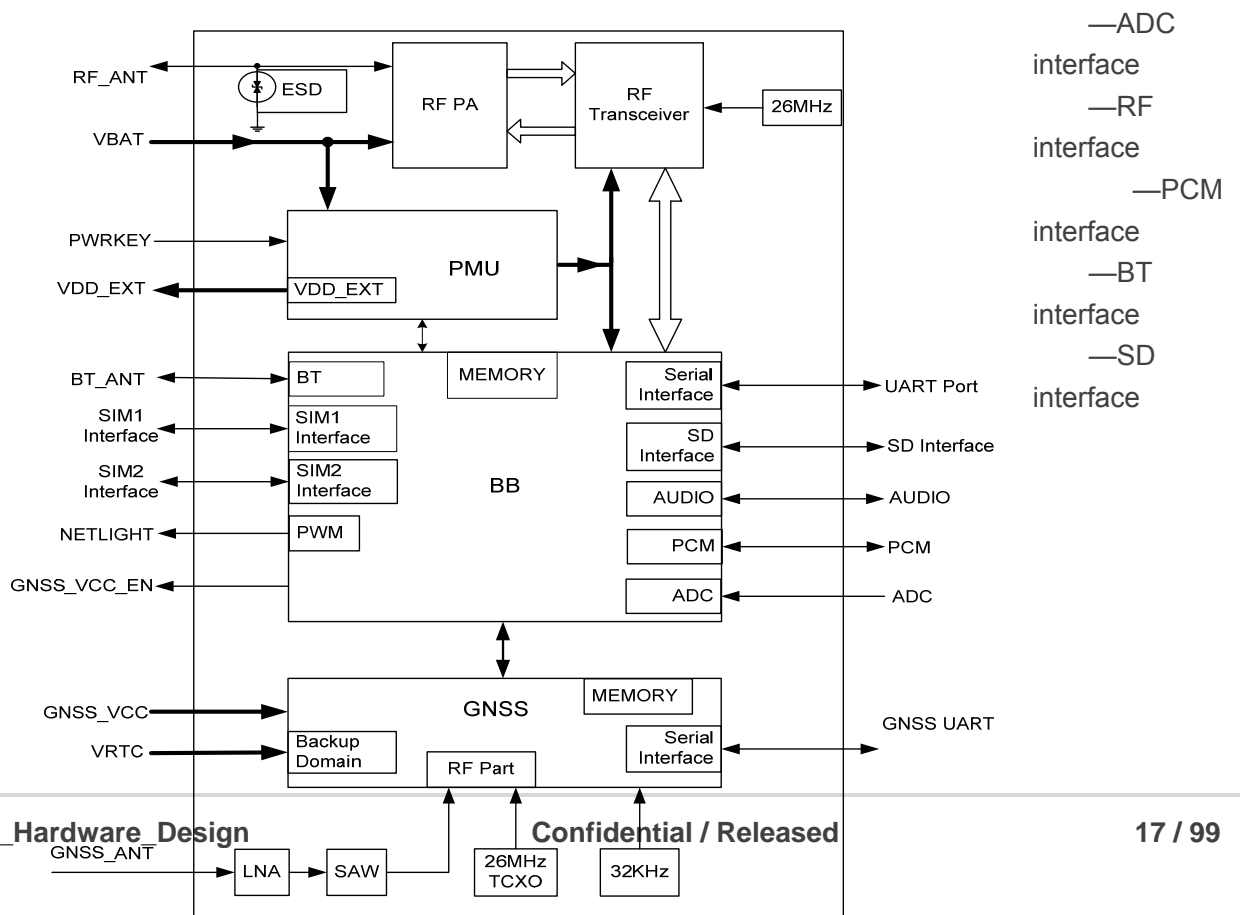 —ADC
interface
—RF
interface
—PCM
interface
—BT
interface
—SD
interface
RF_ANT
ESD
RF PA
RF
Transceiver
26MHz
VBAT
PWRKEY
PMU
VDD_EXT
VDD_EXT
BT_ANT
BT
MEMORY
Serial
Interface
UART Port
SIM1
Interface
SIM1
Interface
SD
Interface
SD Interface
SIM2
Interface
SIM2
Interface
BB
AUDIO
AUDIO
NETLIGHT
PWM
PCM
PCM
GNSS_VCC_EN
ADC
ADC
GNSS_VCC
GNSS
MEMORY
GNSS UART
VRTC
Backup
Domain
RF Part
Serial
Interface
_Hardware_Design
Confidential / Released
17 / 99
GNSS_ANT
LNA
SAW
26MHz
TCXO
32KHz